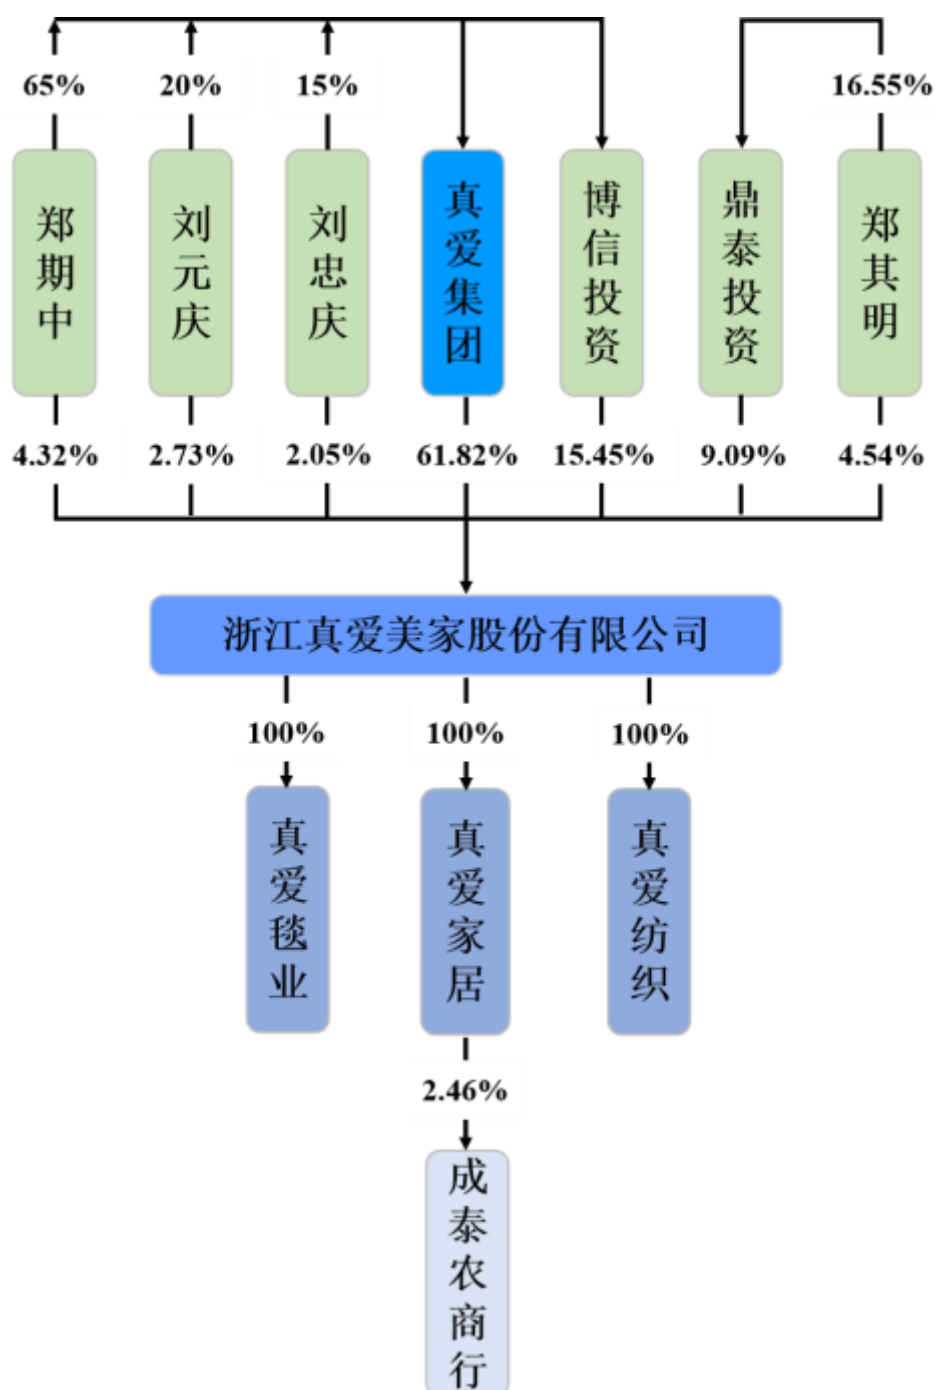 65%
20%
15%
16.55%
郑期中
刘元庆
刘忠庆
真爱集团
博信投资
鼎泰投资
郑其明
4.32%
2.73%
2.05%
61.82%
15.45%
9.09%
4.54%
浙江真爱美家股份有限公司
100%
100%
100%
真爱毯业
真爱家居
真爱纺织
2.46%
成泰农商行